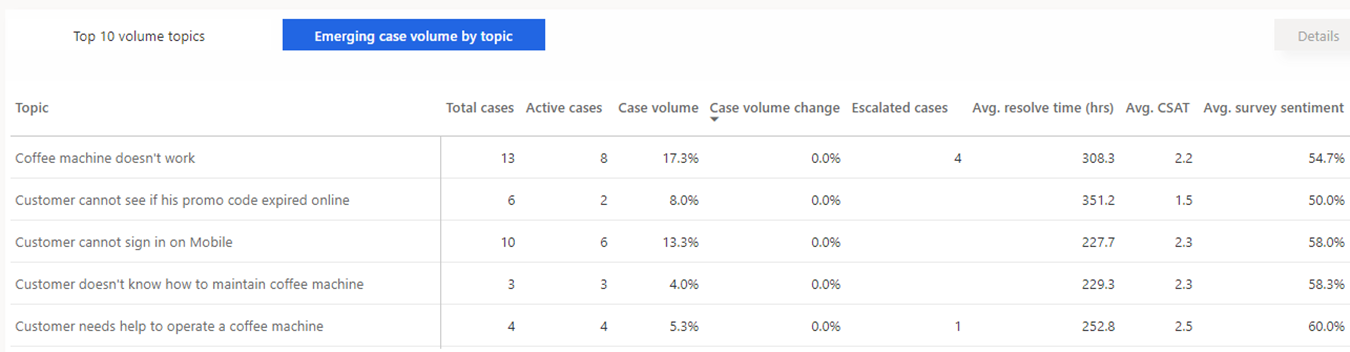 Top 10 volume topics Emerging case volume by topic Details
Topic Total cases Active cases Case volume Case volume change Escalated cases Avg. resolve time (hrs) Avg. CSAT Avg. survey sentiment
Coffee machine doesn't work 13 8 17.3% 0.0% 4 308.3 2.2 54.7%
Customer cannot see if his promo code expired online 6 2 8.0% 0.0% 351.2 1.5 50.0%
Customer cannot sign in on Mobile 10 6 13.3% 0.0% 227.7 2.3 58.0%
Customer doesn't know how to maintain coffee machine 3 3 4.0% 0.0% 229.3 2.3 58.3%
Customer needs help to operate a coffee machine 4 4 5.3% 0.0% 1 252.8 2.5 60.0%